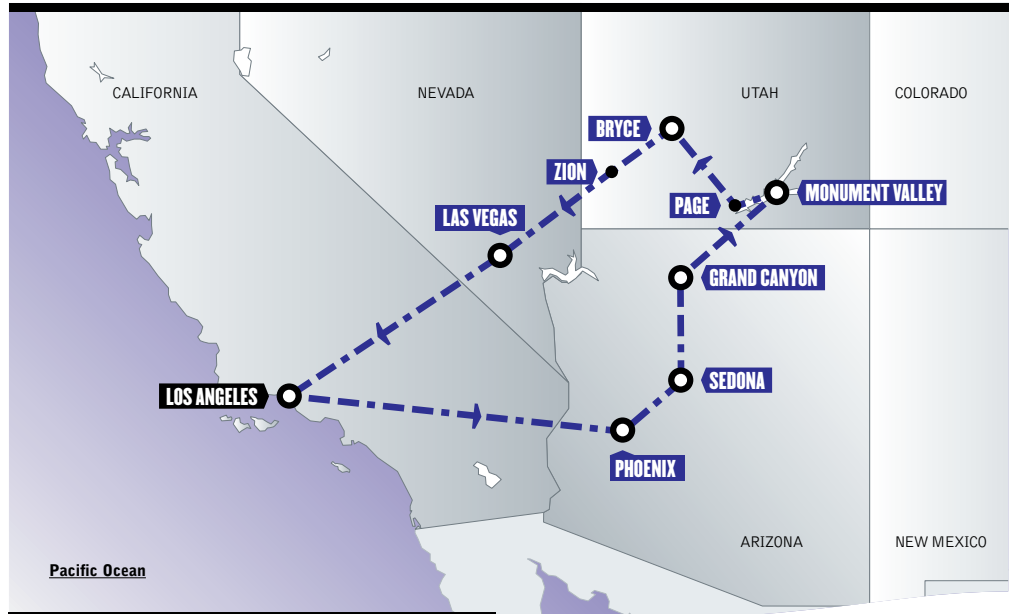 CALIFORNIA
NEVADA
UTAH
COLORADO
BRYCE
ZION
PAGE
MONUMENT VALLEY
LAS VEGAS
GRAND CANYON
LOS ANGELES
SEDONA
PHOENIX
ARIZONA
NEW MEXICO
Pacific Ocean